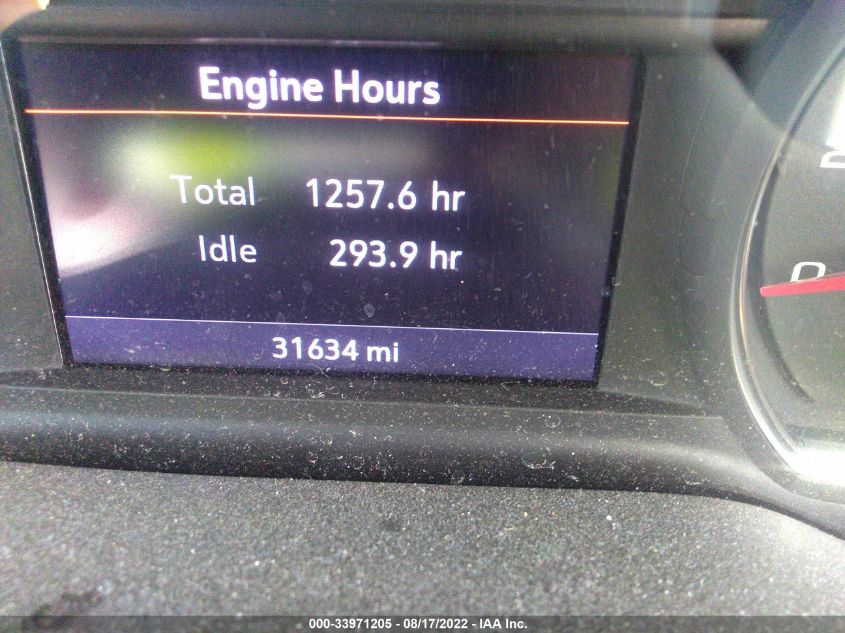 Engine Hours
Total 1257.6 hr
Idle 293.9 hr
31634 mi
0
000-33971205 - 08/17/2022 - IAA Inc.